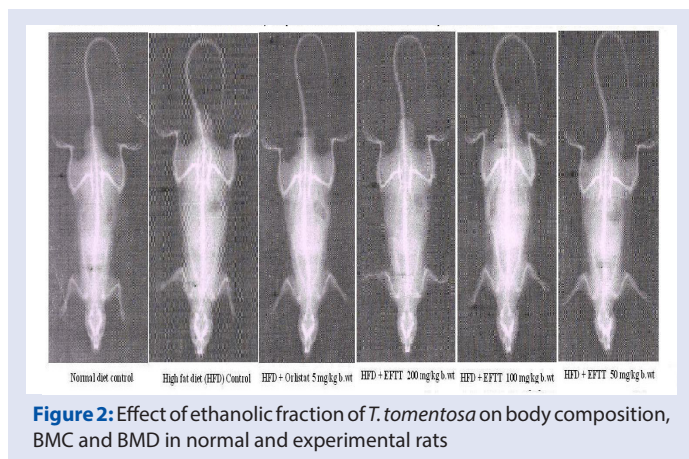 Normal diet control
High fat diet (HFD) Control
HFD + Orlistat 5 mg/kg b.wt
HFD + EFTT 200 mg/kg b.wt
HFD + EFTT 100 mg/kg b.wt
HFD + EFTT 50 mg/kg b.wt
Figure 2: Effect of ethanolic fraction of T. tomentosa on body composition,
BMC and BMD in normal and experimental rats